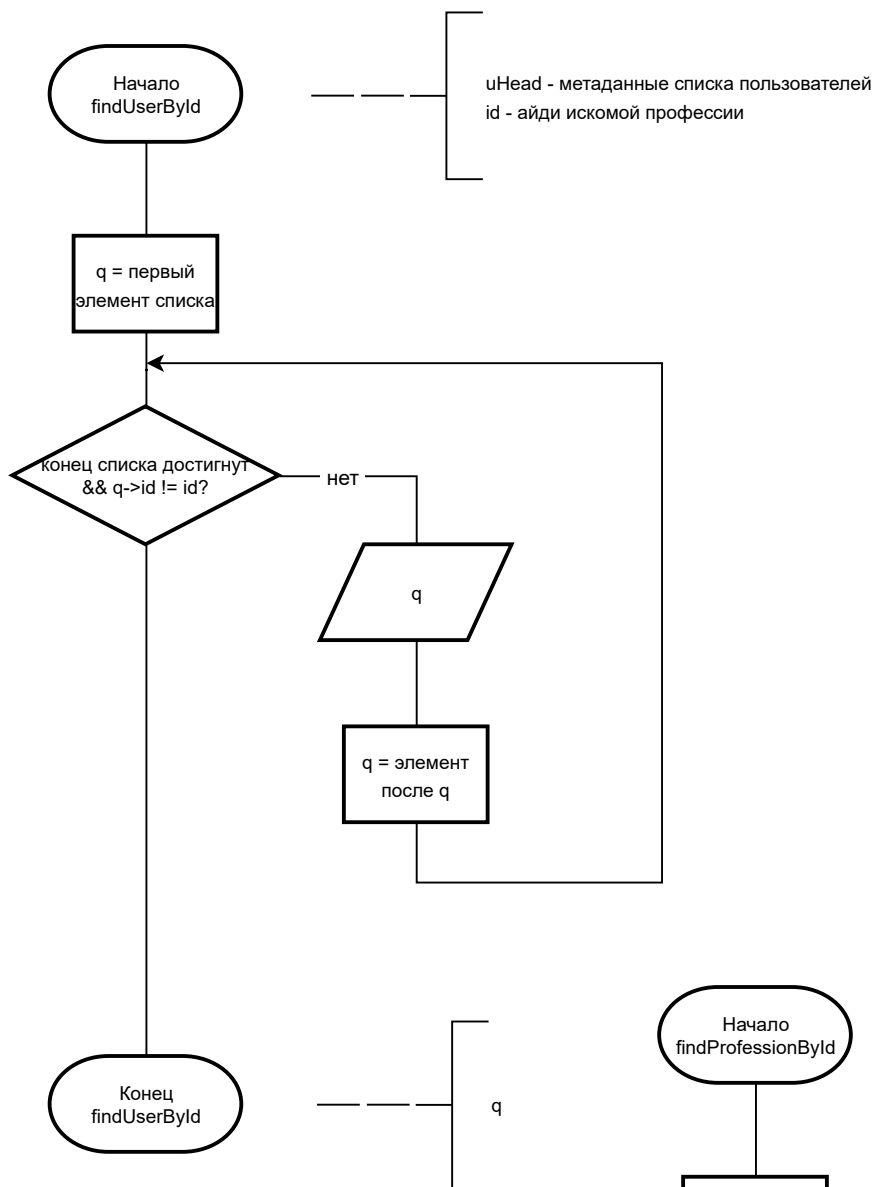 Начало
findUserById
uHead - метаданные списка пользователей
id - айди искомой профессии
q = первый
элемент списка
конец списка достигнут
&& q->id != id?
нет
q
q = элемент
после q
Конец
findUserById
q
Начало
findProfessionById